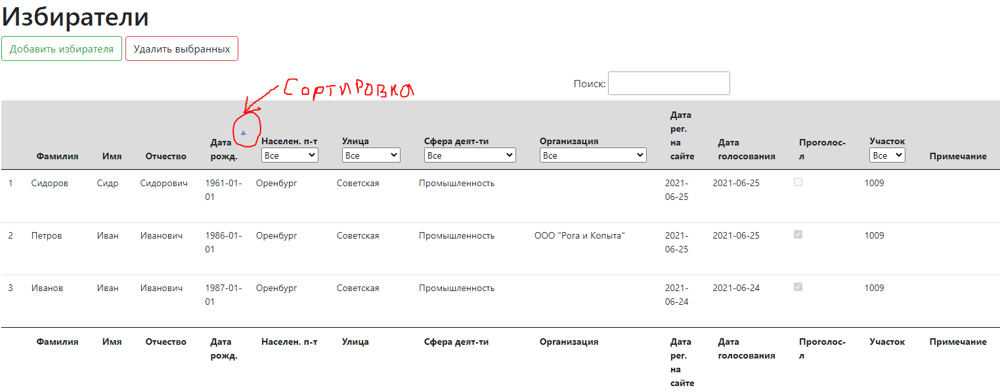 Избиратели
Добавить избирателя Удалить выбранных
Сортировка
Поиск:
Фамилия Имя Отчество Дата рожд. Населен. п-т Улица Сфера деят-ти Организация Дата рег. на сайте Дата голосования Проголос-л Участок Примечание
Все Все Все Все Все
1 Сидоров Сидр Сидорович 1961-01-01 Оренбург Советская Промышленность 2021-06-25 2021-06-25 1009
2 Петров Иван Иванович 1986-01-01 Оренбург Советская Промышленность ООО "Рога и Копыта" 2021-06-25 2021-06-25 1009
3 Иванов Иван Иванович 1987-01-01 Оренбург Советская Промышленность 2021-06-24 2021-06-24 1009
Фамилия Имя Отчество Дата рожд. Населен. п-т Улица Сфера деят-ти Организация Дата рег. на сайте Дата голосования Проголос-л Участок Примечание